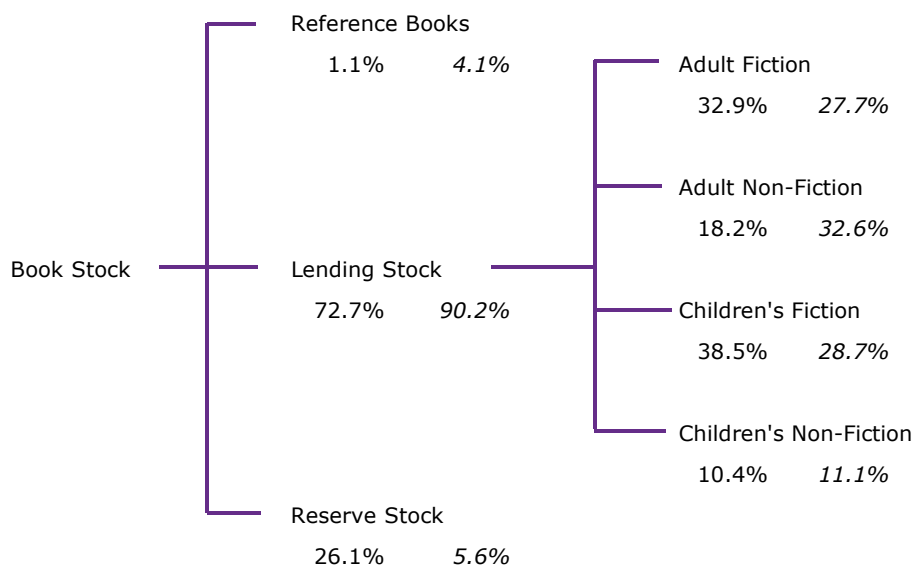 Reference Books
1.1% 4.1%
Adult Fiction
32.9% 27.7%
Adult Non-Fiction
18.2% 32.6%
Book Stock
Lending Stock
72.7% 90.2%
Children's Fiction
38.5% 28.7%
Children's Non-Fiction
10.4% 11.1%
Reserve Stock
26.1% 5.6%